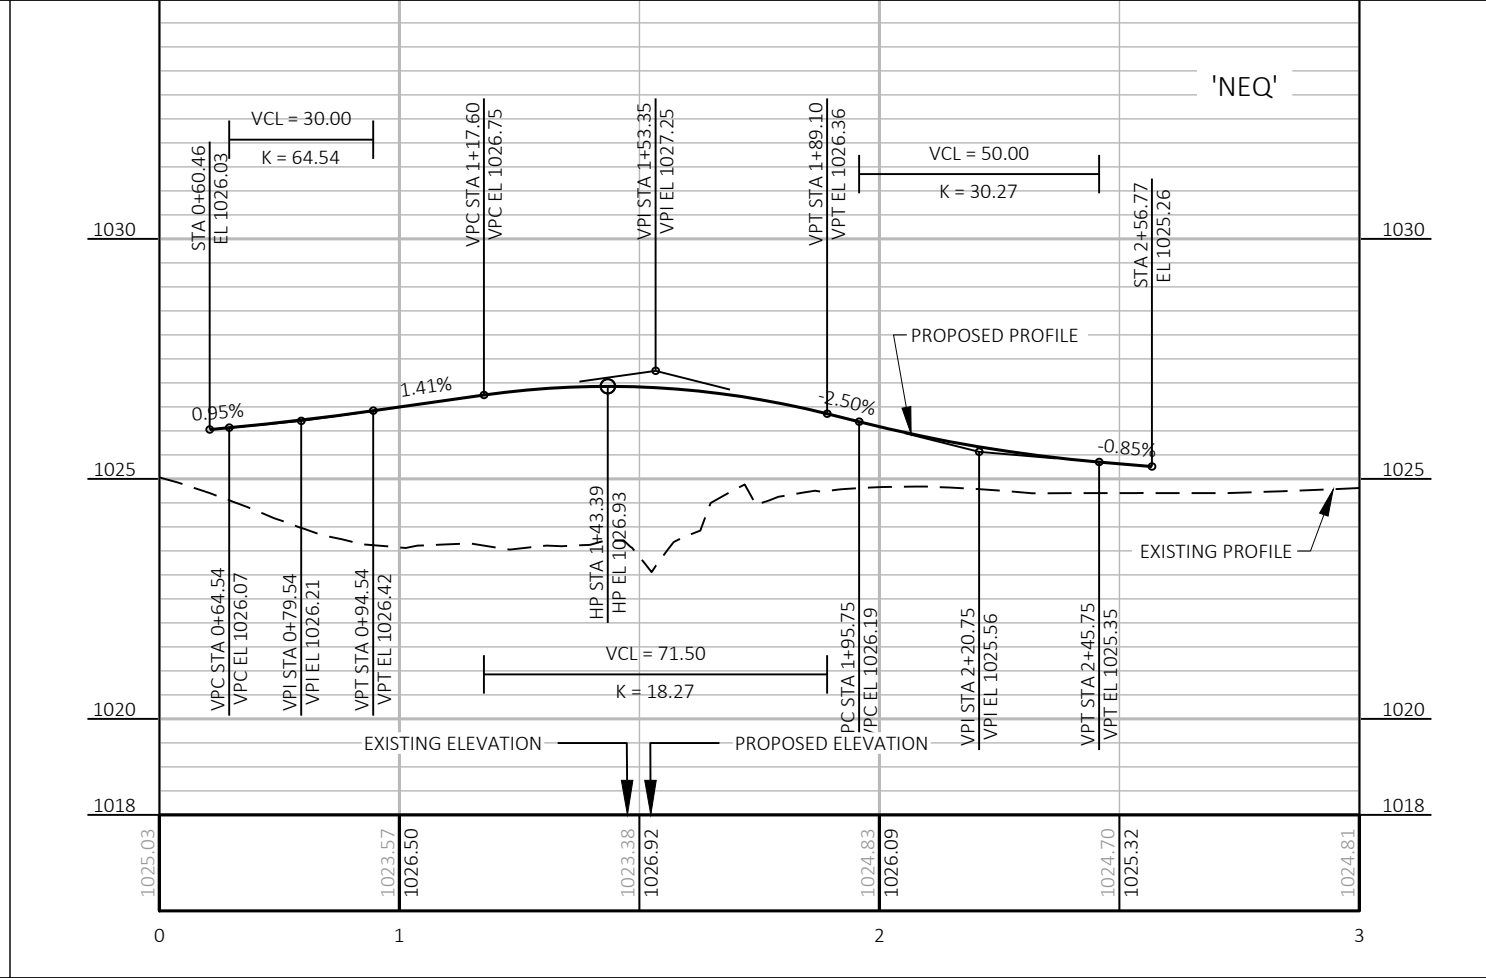 'NEQ'
VCL = 30.00
K = 64.54
STA 0+60.46
EL 1026.03
VPC STA 1+17.60
VPC EL 1026.75
VPI STA 1+53.35
VPI EL 1027.25
VPT STA 1+89.10
VPT EL 1026.36
VCL = 50.00
K = 30.27
STA 2+56.77
EL 1025.26
1030
1030
PROPOSED PROFILE
0.95%
1.41%
-2.50%
-0.85%
1025
1025
EXISTING PROFILE
HP STA 1+43.39
HP EL 1026.93
VPC STA 0+64.54
VPC EL 1026.07
VPI STA 0+79.54
VPI EL 1026.21
VPT STA 0+94.54
VPT EL 1026.42
VCL = 71.50
K = 18.27
PC STA 1+95.75
VPC EL 1026.19
VPI STA 2+20.75
VPI EL 1025.56
VPT STA 2+45.75
VPT EL 1025.35
1020
1020
EXISTING ELEVATION
PROPOSED ELEVATION
1018
1018
1025.03
1023.57
1026.50
1023.38
1026.92
1024.83
1026.09
1024.70
1025.32
1024.81
0
1
2
3